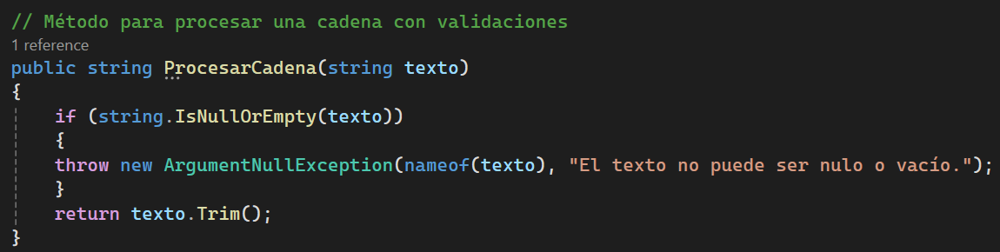 // Método para procesar una cadena con validaciones
1 reference
public string ProcesarCadena(string texto)
{
    if (string.IsNullOrEmpty(texto))
    {
    throw new ArgumentNullException(nameof(texto), "El texto no puede ser nulo o vacío.");
    }
    return texto.Trim();
}